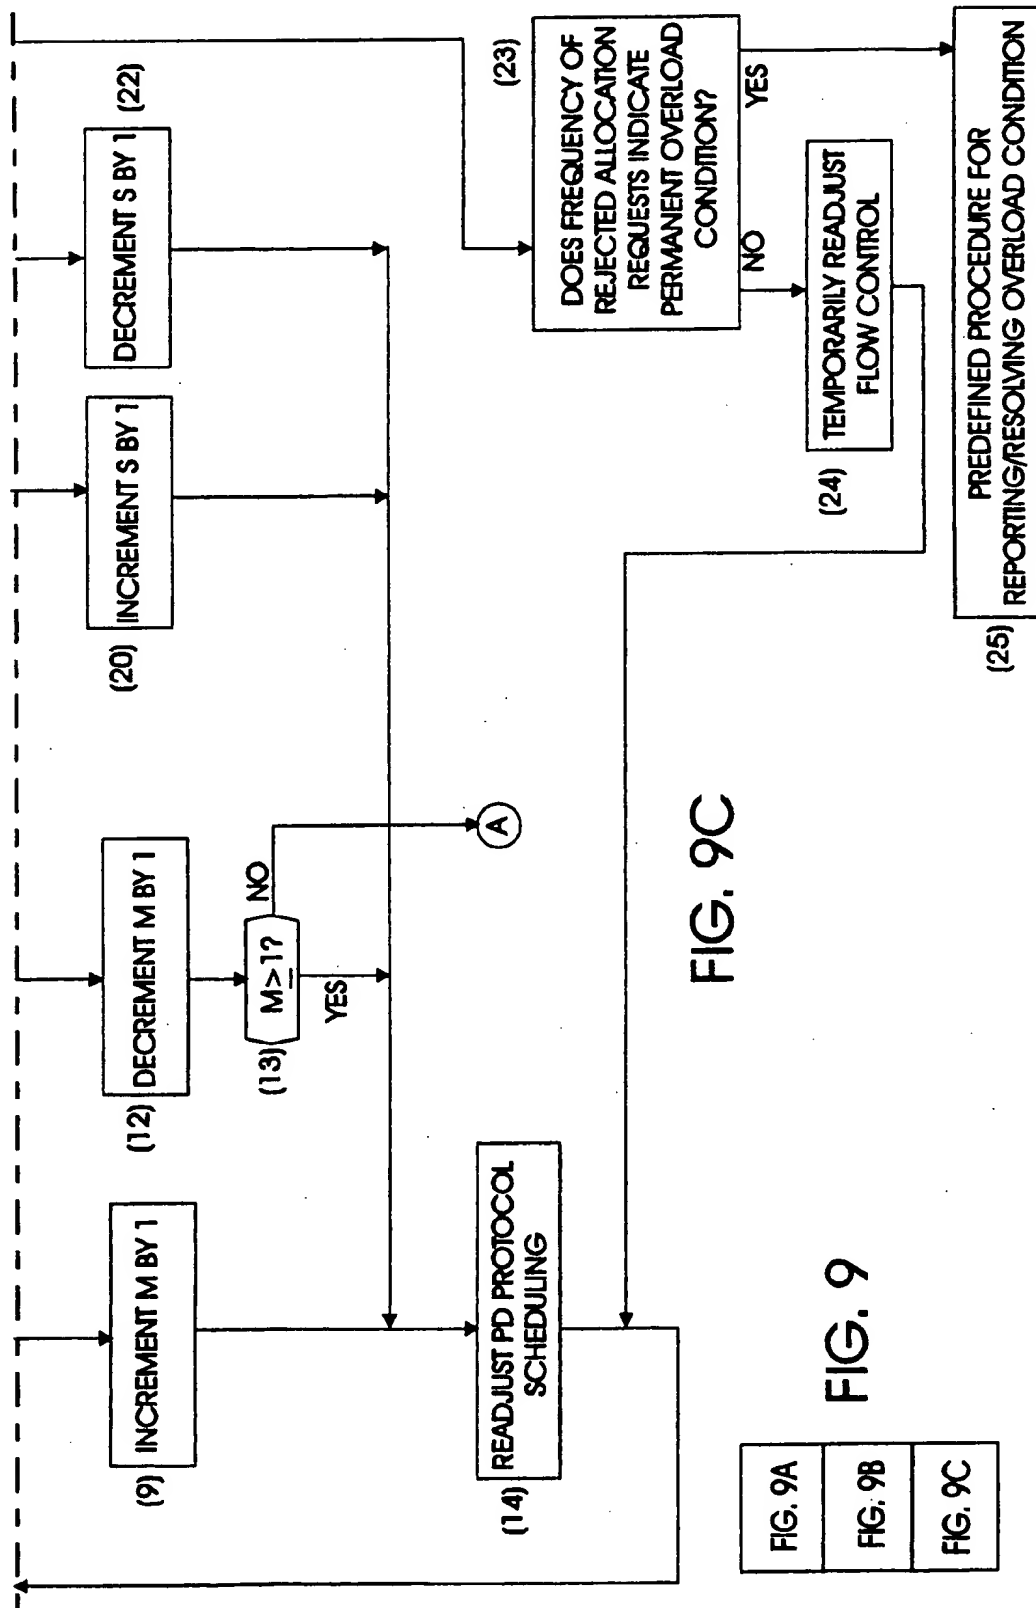 (9)
INCREMENT M BY 1
(12)
DECREMENT M BY 1
(13)
M≥1?
NO
YES
A
(20)
INCREMENT S BY 1
DECREMENT S BY 1
(22)
(14)
READJUST PD PROTOCOL
SCHEDULING
(23)
DOES FREQUENCY OF
REJECTED ALLOCATION
REQUESTS INDICATE
PERMANENT OVERLOAD
CONDITION?
NO
YES
(24)
TEMPORARILY READJUST
FLOW CONTROL
(25)
PREDEFINED PROCEDURE FOR
REPORTING/RESOLVING OVERLOAD CONDITION
FIG. 9C
FIG. 9
FIG. 9A
FIG. 9B
FIG. 9C